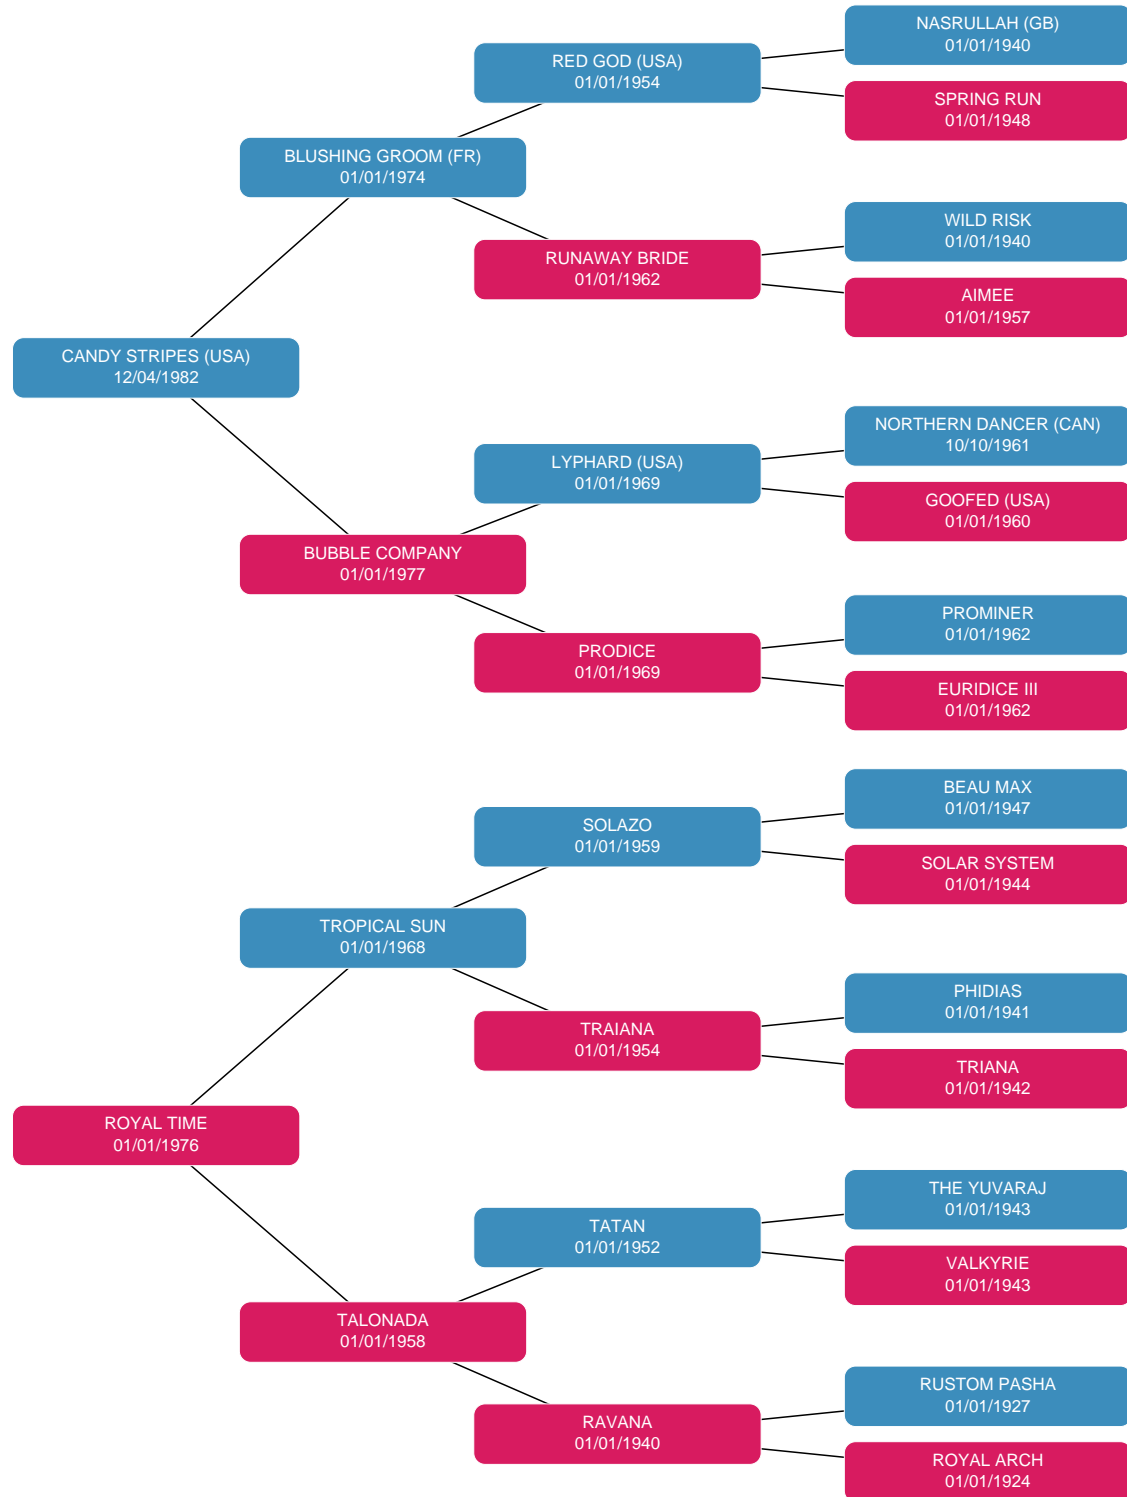 NASRULLAH (GB)
01/01/1940
RED GOD (USA)
01/01/1954
SPRING RUN
01/01/1948
BLUSHING GROOM (FR)
01/01/1974
WILD RISK
01/01/1940
RUNAWAY BRIDE
01/01/1962
AIMEE
01/01/1957
CANDY STRIPES (USA)
12/04/1982
NORTHERN DANCER (CAN)
10/10/1961
LYPHARD (USA)
01/01/1969
GOOFED (USA)
01/01/1960
BUBBLE COMPANY
01/01/1977
PROMINER
01/01/1962
PRODICE
01/01/1969
EURIDICE III
01/01/1962
BEAU MAX
01/01/1947
SOLAZO
01/01/1959
SOLAR SYSTEM
01/01/1944
TROPICAL SUN
01/01/1968
PHIDIAS
01/01/1941
TRAIANA
01/01/1954
TRIANA
01/01/1942
ROYAL TIME
01/01/1976
THE YUVARAJ
01/01/1943
TATAN
01/01/1952
VALKYRIE
01/01/1943
TALONADA
01/01/1958
RUSTOM PASHA
01/01/1927
RAVANA
01/01/1940
ROYAL ARCH
01/01/1924